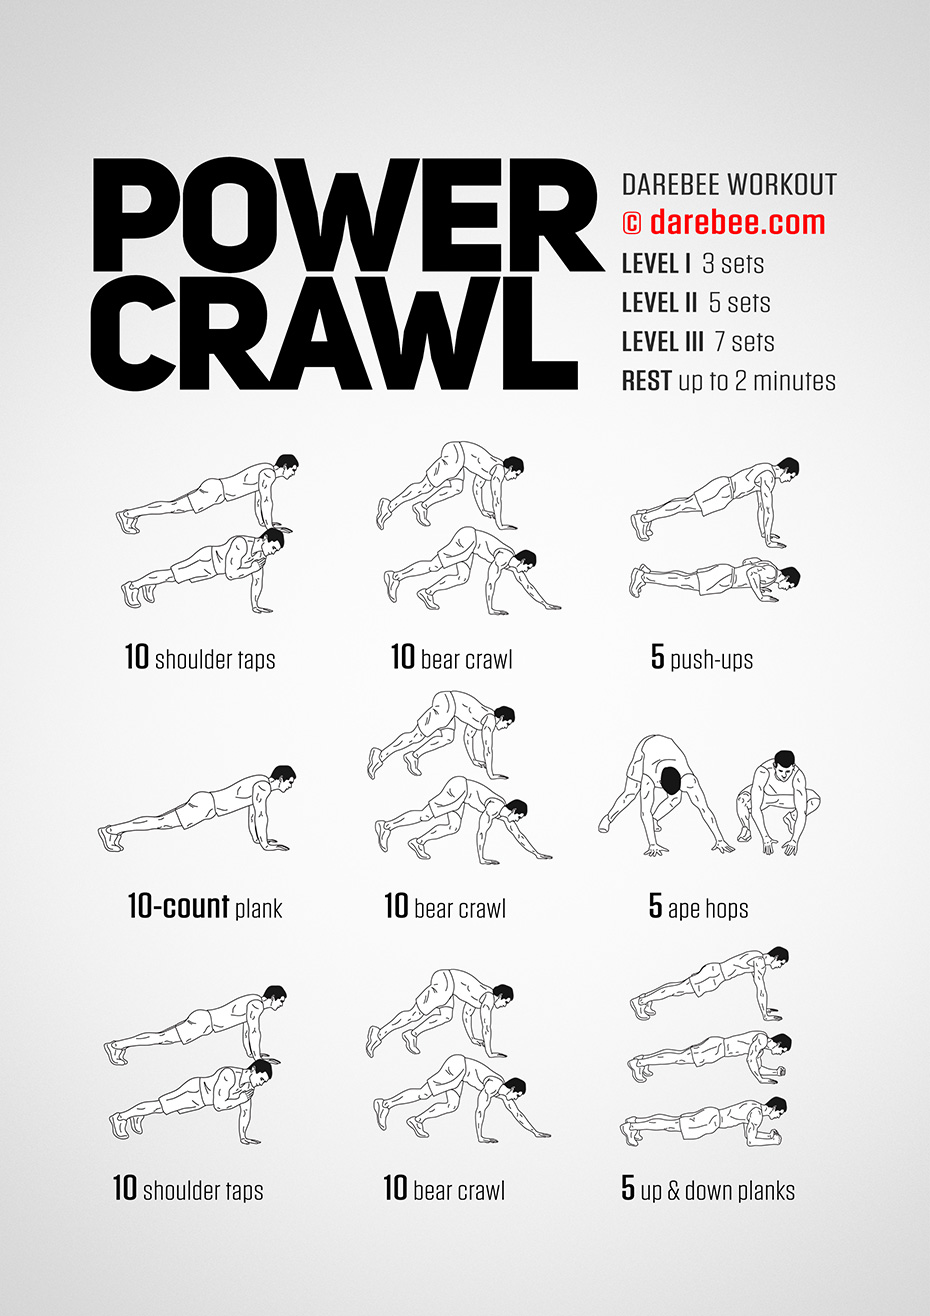 POWER
CRAWL
DAREBEE WORKOUT
© darebee.com
LEVEL I 3 sets
LEVEL II 5 sets
LEVEL III 7 sets
REST up to 2 minutes
10 shoulder taps
10 bear crawl
5 push-ups
10-count plank
10 bear crawl
5 ape hops
10 shoulder taps
10 bear crawl
5 up & down planks